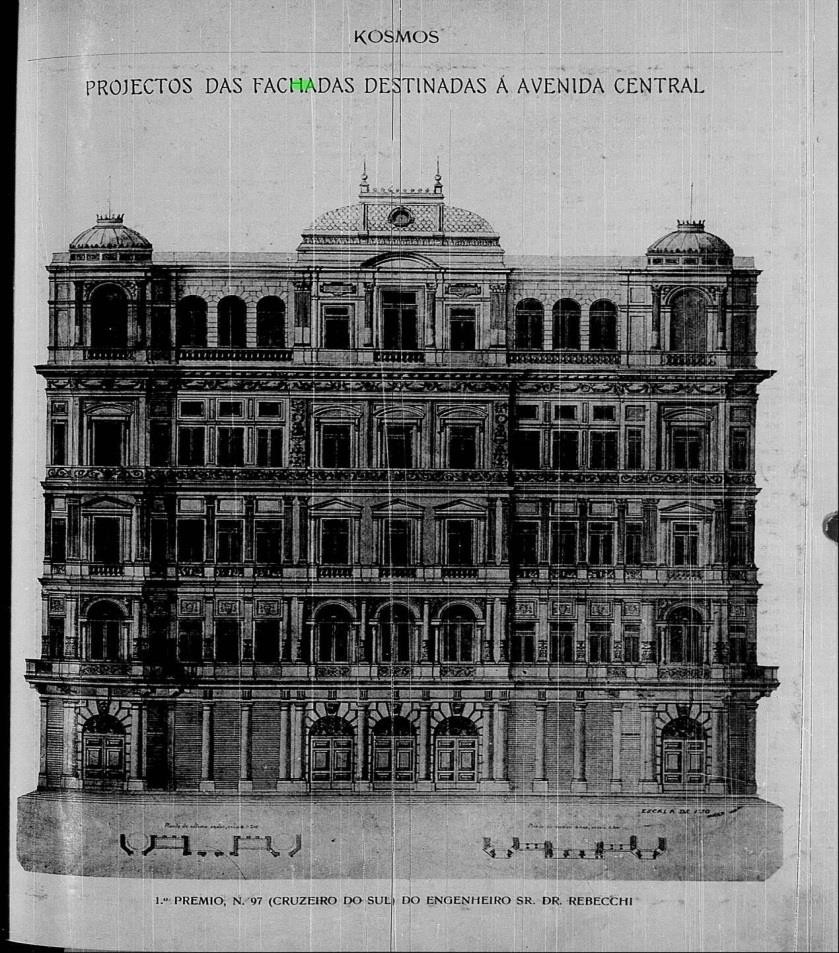 KOSMOS
PROJECTOS DAS FACHADAS DESTINADAS Á AVENIDA CENTRAL
ESCALA DE 1:50
1.º PREMIO, N. 97 (CRUZEIRO DO SUL) DO ENGENHEIRO SR. DR. REBECCHI